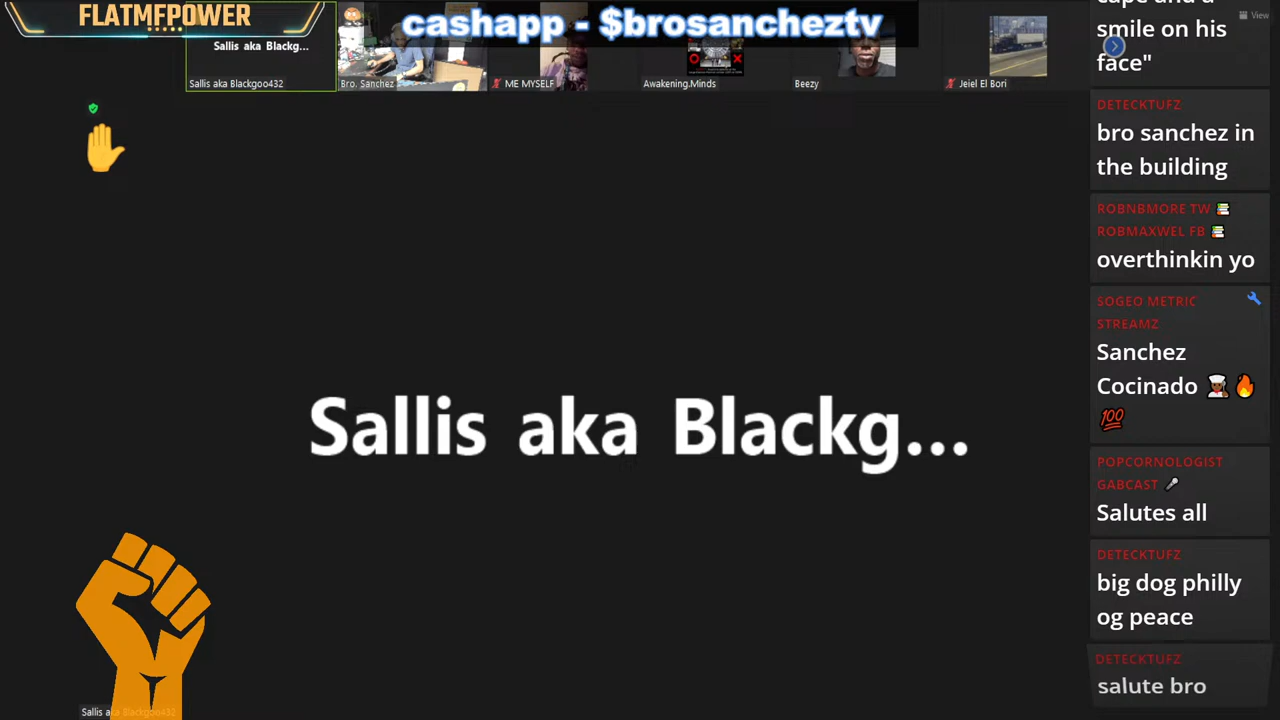 FLATMFPOWER
cashapp - $brosancheztv
View
Sallis aka Blackg...
Sallis aka Blackgoo432
Bro. Sanchez
ME MYSELF
Awakening.Minds
Beezy
Jeiel El Bori
Sallis aka Blackg...
Sallis aka Blackgoo432
smile on his
face"
DETECKTUFZ
bro sanchez in
the building
ROBNBMORE TW
ROBMAXWEL FB
overthinkin yo
SOGEO METRIC
STREAMZ
Sanchez
Cocinado
100
POPCORNOLOGIST
GABCAST
Salutes all
DETECKTUFZ
big dog philly
og peace
DETECKTUFZ
salute bro